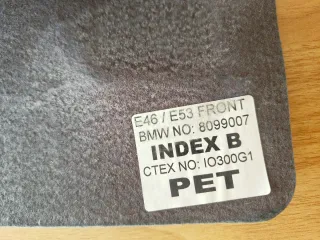 E46 / E53 FRONT
BMW NO: 8099007
INDEX B
CTEX NO: IO300G1
PET